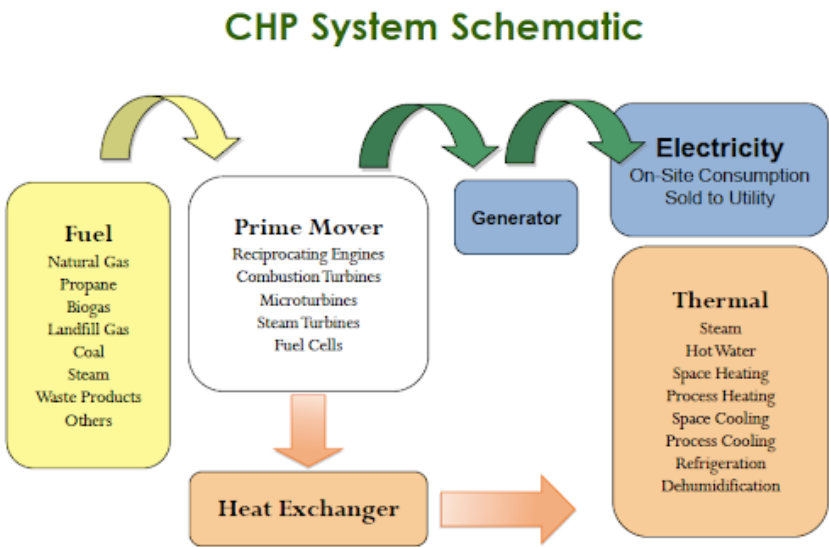 CHP System Schematic
Fuel
Natural Gas
Propane
Biogas
Landfill Gas
Coal
Steam
Waste Products
Others
Prime Mover
Reciprocating Engines
Combustion Turbines
Microturbines
Steam Turbines
Fuel Cells
Generator
Electricity
On-Site Consumption
Sold to Utility
Heat Exchanger
Thermal
Steam
Hot Water
Space Heating
Process Heating
Space Cooling
Process Cooling
Refrigeration
Dehumidification